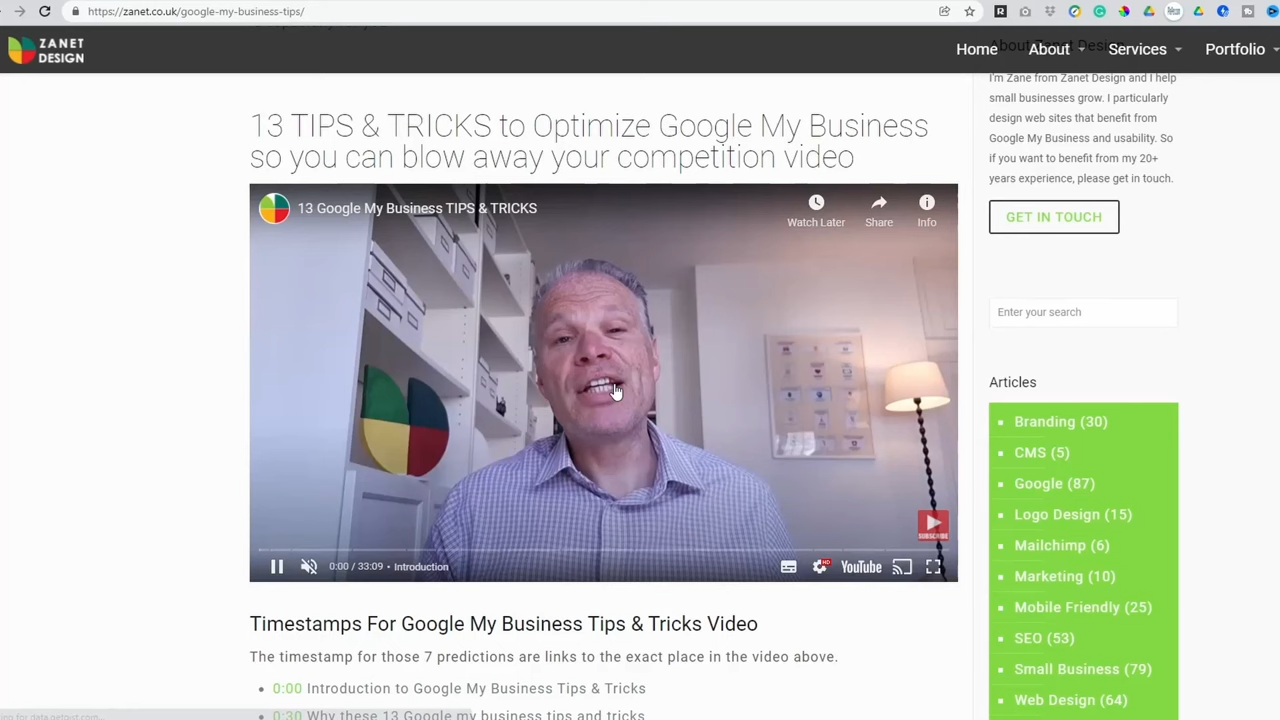 https://zanet.co.uk/google-my-business-tips/
ZANET
DESIGN
Home
About
Services
Portfolio
About Zanet Design
I'm Zane from Zanet Design and I help
small businesses grow. I particularly
design web sites that benefit from
Google My Business and usability. So
if you want to benefit from my 20+
years experience, please get in touch.
GET IN TOUCH
13 TIPS & TRICKS to Optimize Google My Business
so you can blow away your competition video
13 Google My Business TIPS & TRICKS
Watch Later
Share
Info
SUBSCRIBE
0:00 / 33:09 • Introduction
HD
YouTube
Enter your search
Articles
Branding (30)
CMS (5)
Google (87)
Logo Design (15)
Mailchimp (6)
Marketing (10)
Mobile Friendly (25)
SEO (53)
Small Business (79)
Web Design (64)
Timestamps For Google My Business Tips & Tricks Video
The timestamp for those 7 predictions are links to the exact place in the video above.
0:00 Introduction to Google My Business Tips & Tricks
0:30 Why these 13 Google my business tips and tricks